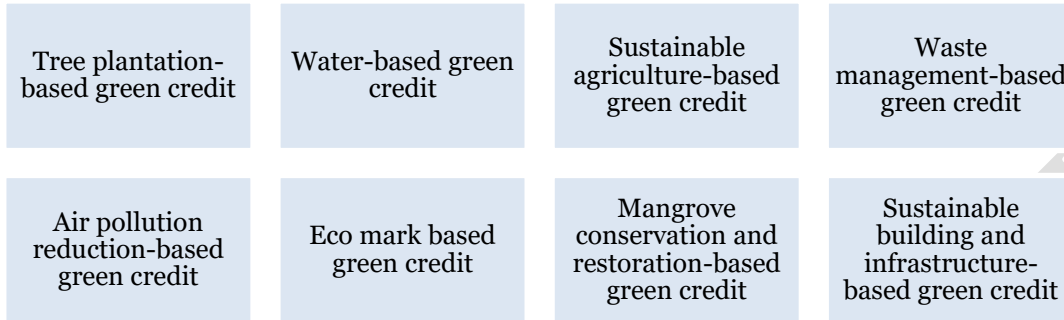 Tree plantation-
based green credit
Water-based green
credit
Sustainable
agriculture-based
green credit
Waste
management-based
green credit
Air pollution
reduction-based
green credit
Eco mark based
green credit
Mangrove
conservation and
restoration-based
green credit
Sustainable
building and
infrastructure-
based green credit